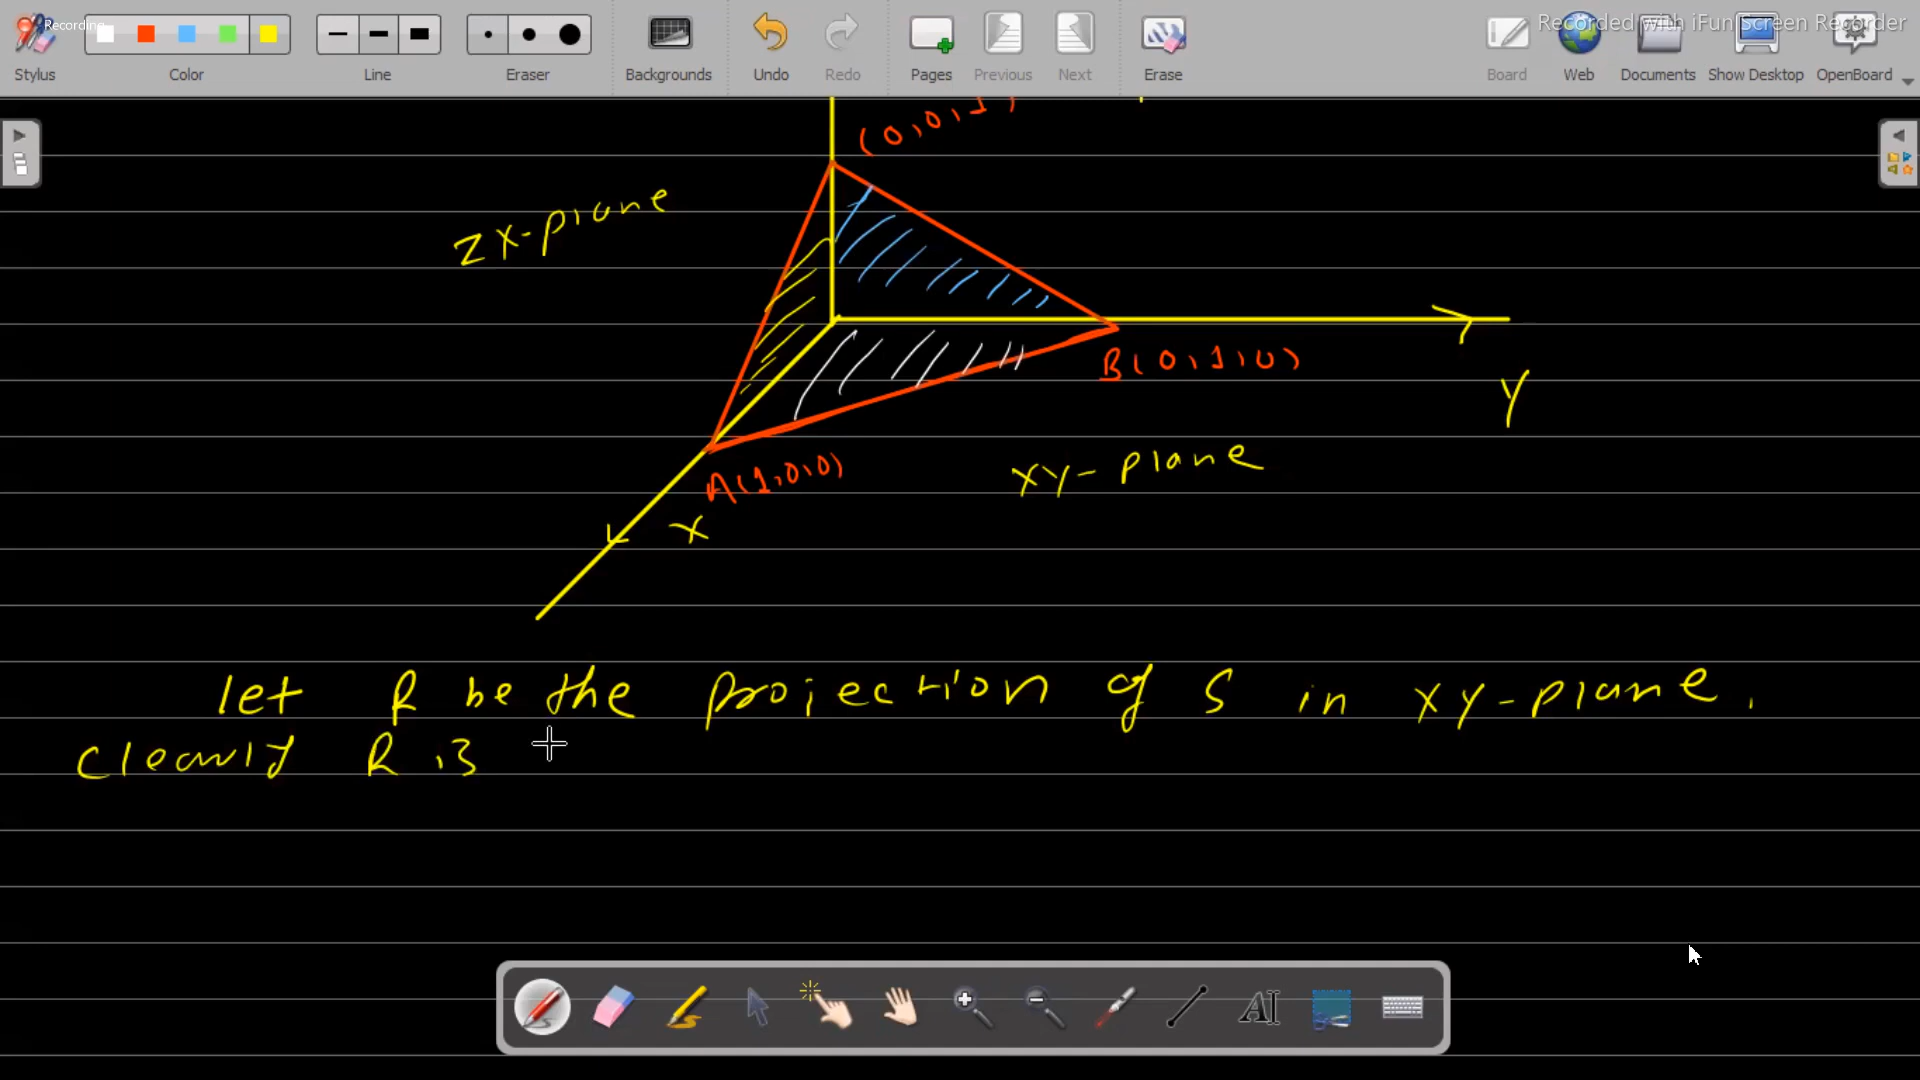 Recording
Recorded with iFun Screen Recorder
Stylus
Color
Line
Eraser
Backgrounds
Undo
Redo
Pages
Previous
Next
Erase
Board
Web
Documents
Show Desktop
OpenBoard
(0,0,1)
ZX-plane
B(0,1,0)
Y
XY-plane
A(1,0,0)
X
let R be the projection of S in XY-plane.
Clearly R is